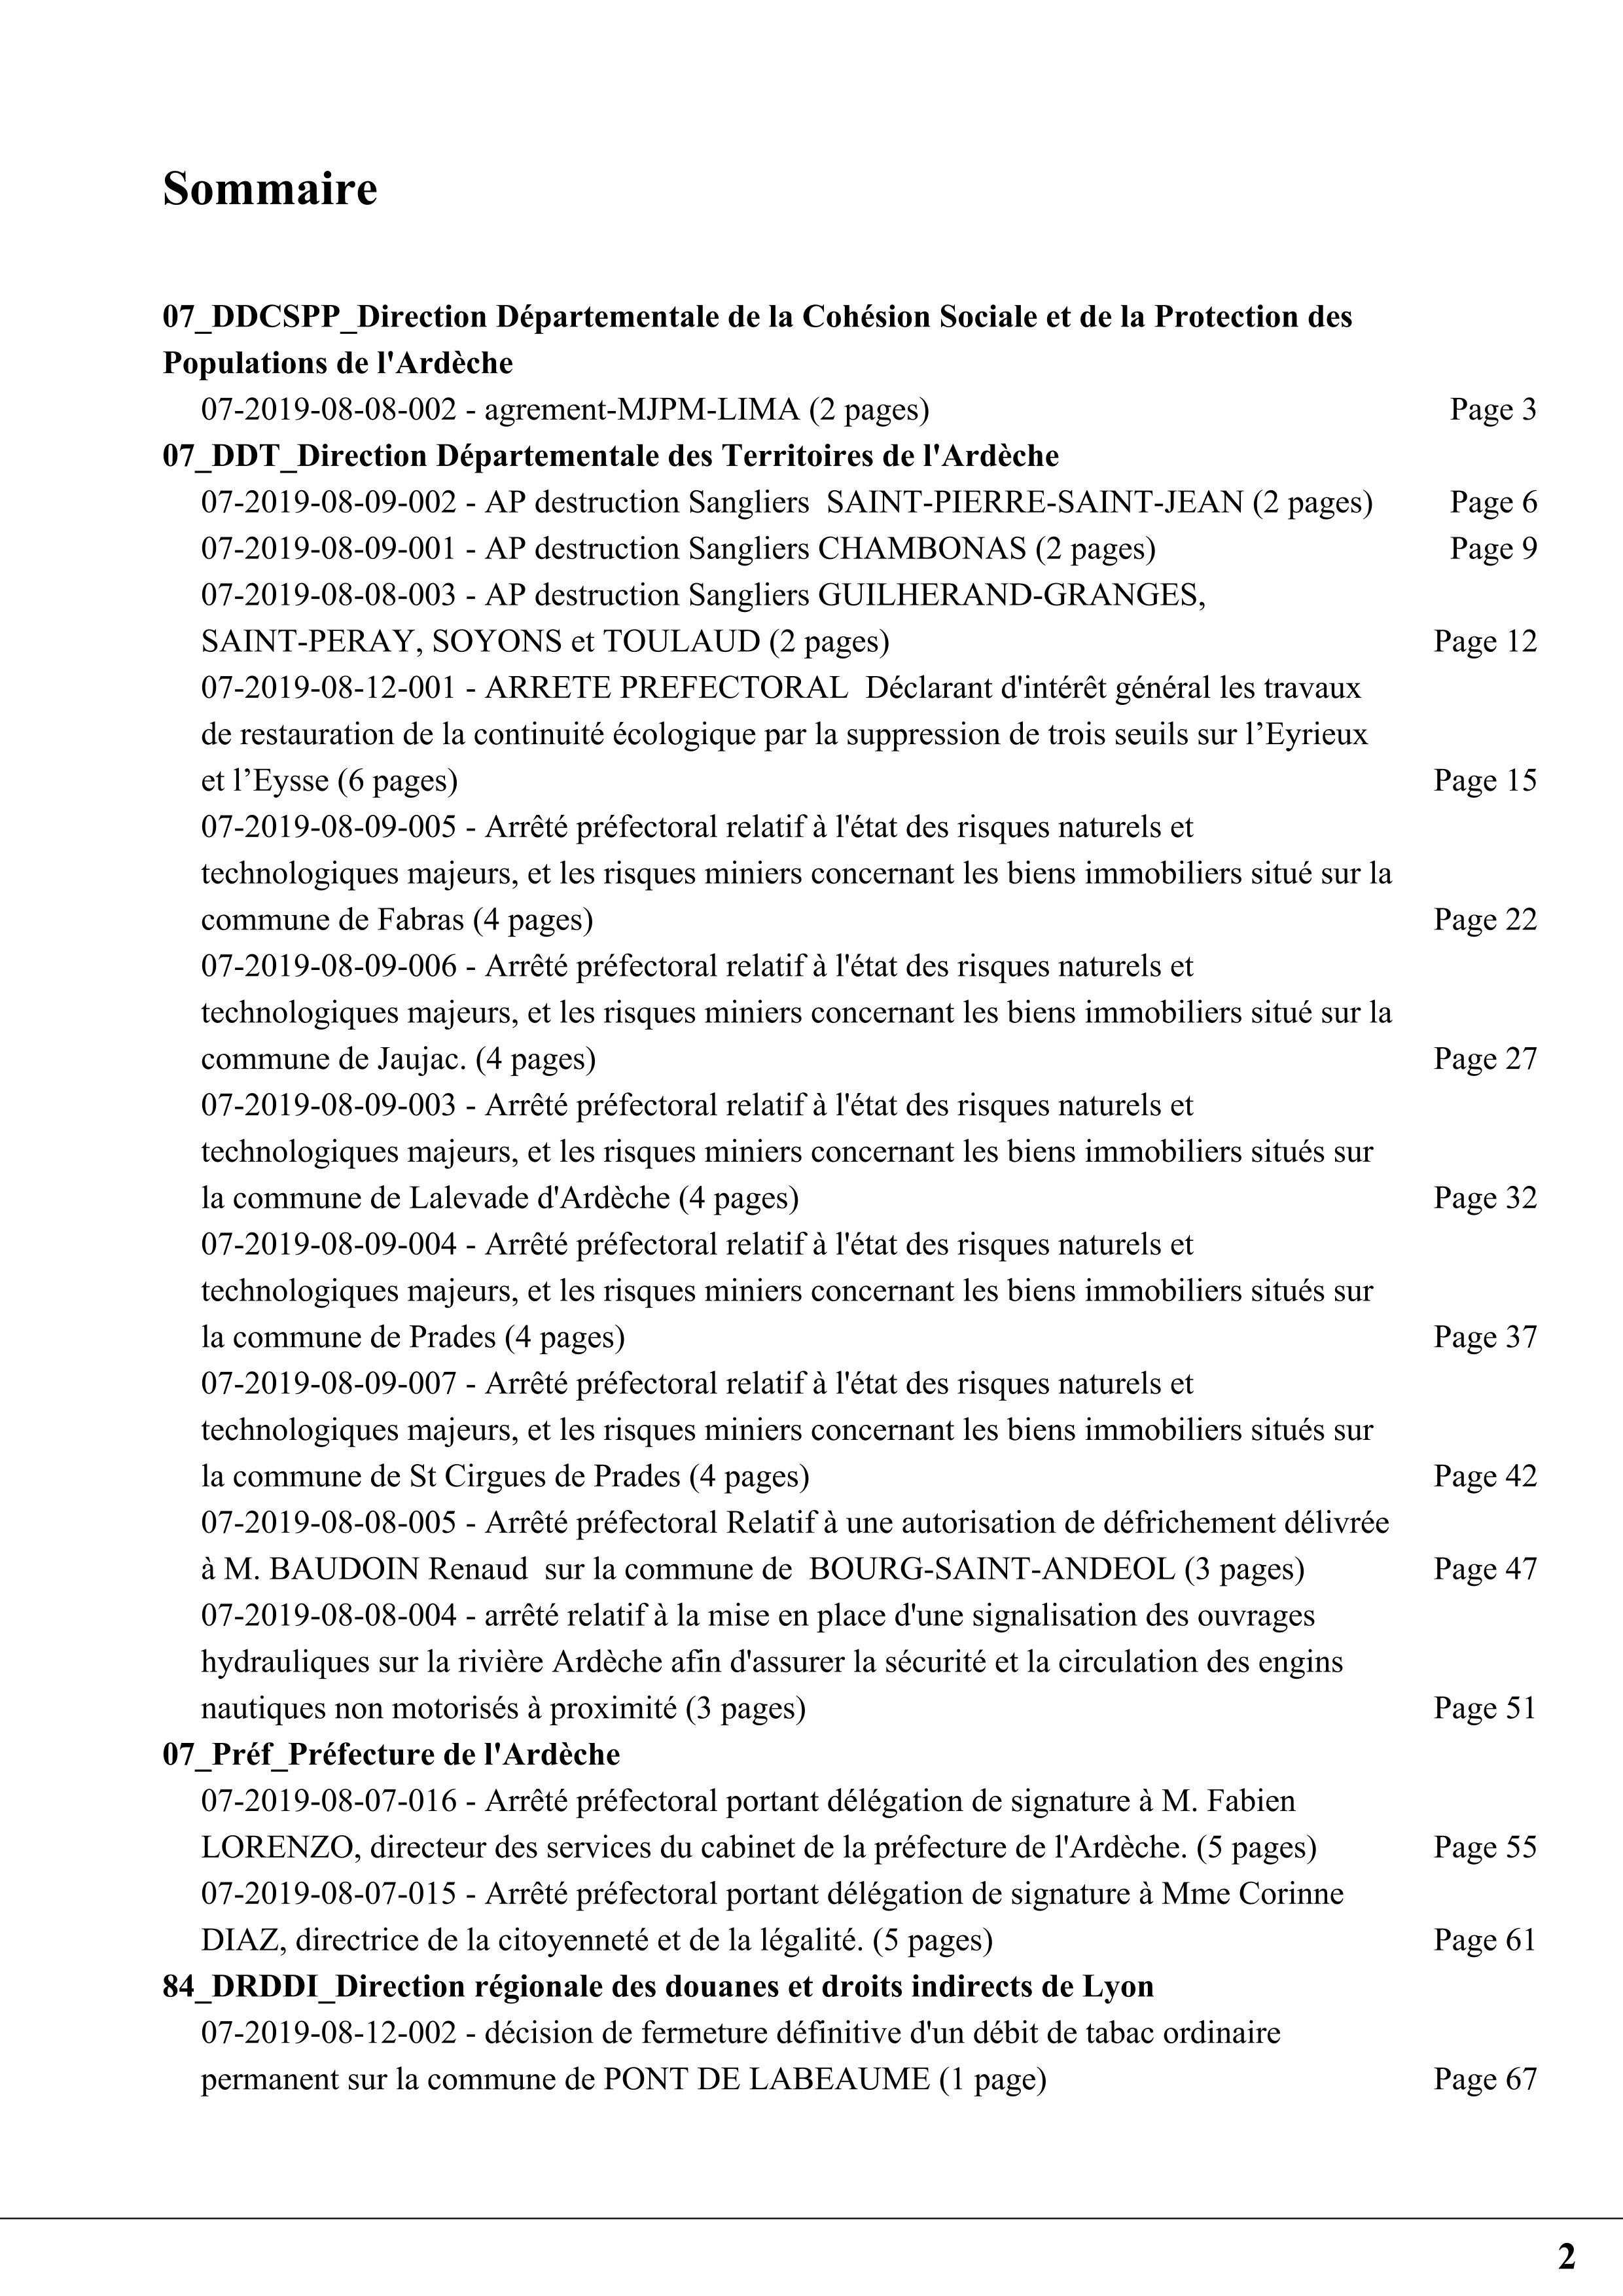 Sommaire
07_DDCSPP_Direction Départementale de la Cohésion Sociale et de la Protection des
Populations de l'Ardèche
07-2019-08-08-002 - agrement-MJPM-LIMA (2 pages) Page 3
07_DDT_Direction Départementale des Territoires de l'Ardèche
07-2019-08-09-002 - AP destruction Sangliers  SAINT-PIERRE-SAINT-JEAN (2 pages) Page 6
07-2019-08-09-001 - AP destruction Sangliers CHAMBONAS (2 pages) Page 9
07-2019-08-08-003 - AP destruction Sangliers GUILHERAND-GRANGES,
SAINT-PERAY, SOYONS et TOULAUD (2 pages) Page 12
07-2019-08-12-001 - ARRETE PREFECTORAL  Déclarant d'intérêt général les travaux
de restauration de la continuité écologique par la suppression de trois seuils sur l’Eyrieux
et l’Eysse (6 pages) Page 15
07-2019-08-09-005 - Arrêté préfectoral relatif à l'état des risques naturels et
technologiques majeurs, et les risques miniers concernant les biens immobiliers situé sur la
commune de Fabras (4 pages) Page 22
07-2019-08-09-006 - Arrêté préfectoral relatif à l'état des risques naturels et
technologiques majeurs, et les risques miniers concernant les biens immobiliers situé sur la
commune de Jaujac. (4 pages) Page 27
07-2019-08-09-003 - Arrêté préfectoral relatif à l'état des risques naturels et
technologiques majeurs, et les risques miniers concernant les biens immobiliers situés sur
la commune de Lalevade d'Ardèche (4 pages) Page 32
07-2019-08-09-004 - Arrêté préfectoral relatif à l'état des risques naturels et
technologiques majeurs, et les risques miniers concernant les biens immobiliers situés sur
la commune de Prades (4 pages) Page 37
07-2019-08-09-007 - Arrêté préfectoral relatif à l'état des risques naturels et
technologiques majeurs, et les risques miniers concernant les biens immobiliers situés sur
la commune de St Cirgues de Prades (4 pages) Page 42
07-2019-08-08-005 - Arrêté préfectoral Relatif à une autorisation de défrichement délivrée
à M. BAUDOIN Renaud  sur la commune de  BOURG-SAINT-ANDEOL (3 pages) Page 47
07-2019-08-08-004 - arrêté relatif à la mise en place d'une signalisation des ouvrages
hydrauliques sur la rivière Ardèche afin d'assurer la sécurité et la circulation des engins
nautiques non motorisés à proximité (3 pages) Page 51
07_Préf_Préfecture de l'Ardèche
07-2019-08-07-016 - Arrêté préfectoral portant délégation de signature à M. Fabien
LORENZO, directeur des services du cabinet de la préfecture de l'Ardèche. (5 pages) Page 55
07-2019-08-07-015 - Arrêté préfectoral portant délégation de signature à Mme Corinne
DIAZ, directrice de la citoyenneté et de la légalité. (5 pages) Page 61
84_DRDDI_Direction régionale des douanes et droits indirects de Lyon
07-2019-08-12-002 - décision de fermeture définitive d'un débit de tabac ordinaire
permanent sur la commune de PONT DE LABEAUME (1 page) Page 67
2